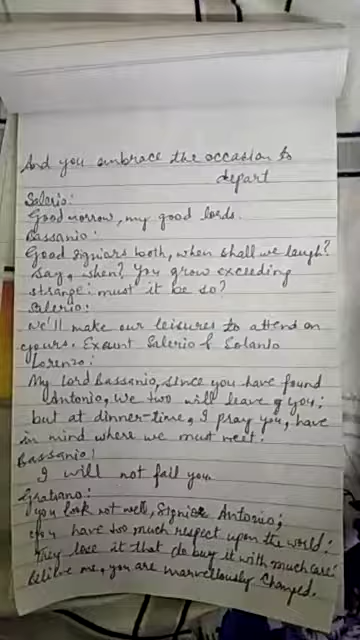 And you embrace the occasion to
depart
Salerio:
Good morrow, my good lords.
Bassanio:
Good signiors both, when shall we laugh?
Say, when? You grow exceeding
strange: must it be so?
Salerio:
We'll make our leisures to attend on
yours. Exeunt Salerio & Solanio
Lorenzo:
My lord Bassanio, since you have found
Antonio, we two will leave you:
but at dinner-time, I pray you, have
in mind where we must meet.
Bassanio:
I will not fail you.
Gratiano:
you look not well, Signior Antonio;
you have too much respect upon the world:
They lose it that do buy it with much care:
Believe me, you are marvellously changed.